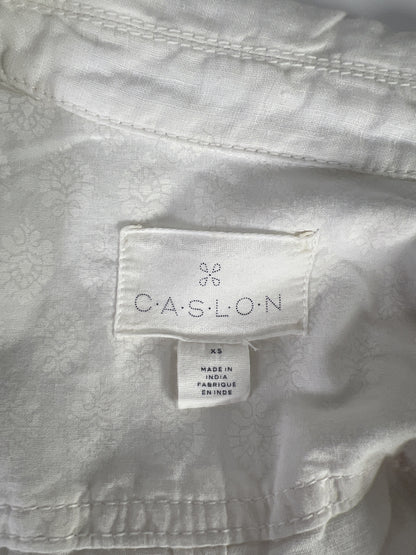 C·A·S·L·O·N
XS
MADE IN
INDIA
FABRIQUÉ
EN INDE